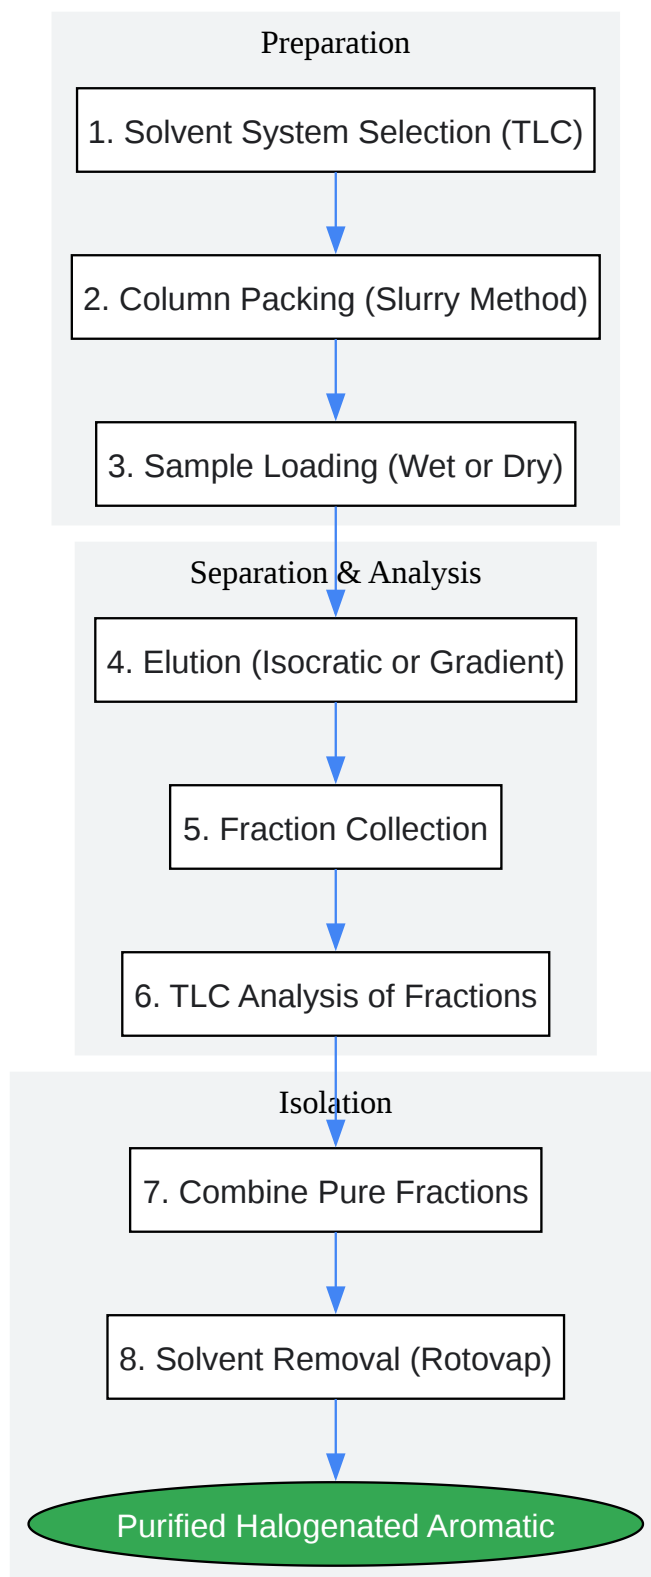 Preparation
1. Solvent System Selection (TLC)
2. Column Packing (Slurry Method)
3. Sample Loading (Wet or Dry)
Separation & Analysis
4. Elution (Isocratic or Gradient)
5. Fraction Collection
6. TLC Analysis of Fractions
Isolation
7. Combine Pure Fractions
8. Solvent Removal (Rotovap)
Purified Halogenated Aromatic